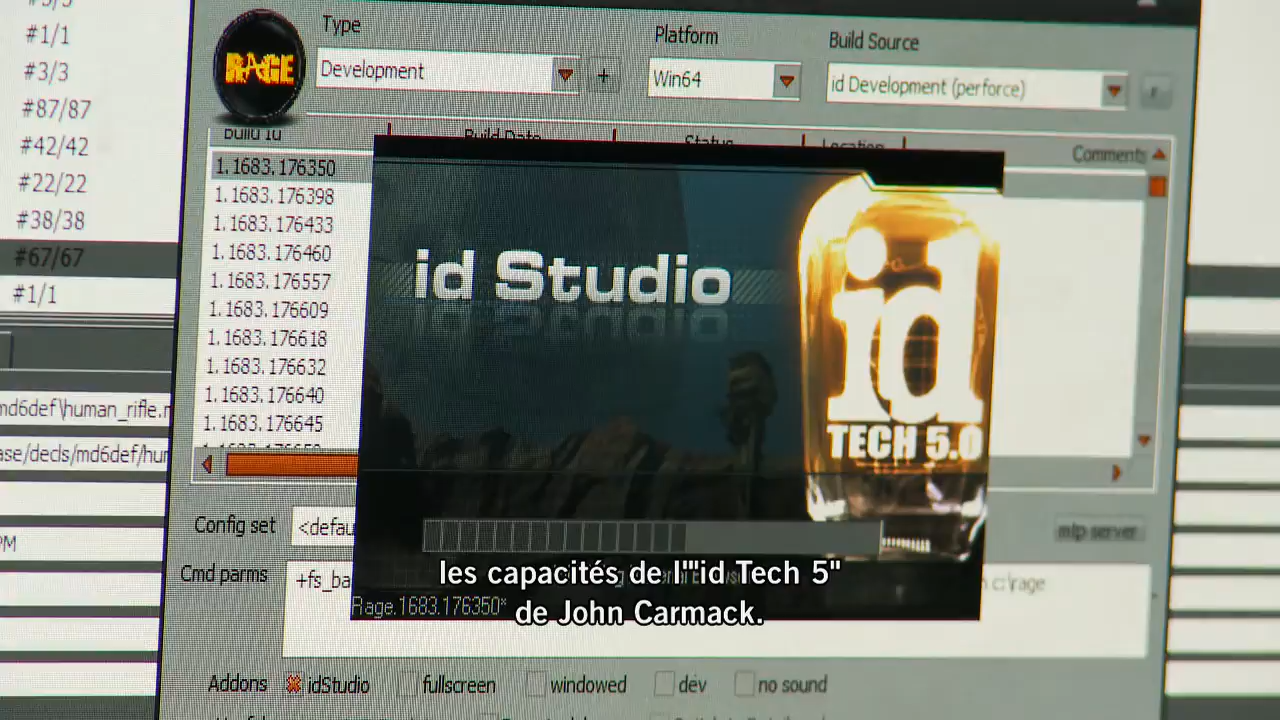 #3/3
#1/1
#3/3
#87/87
#42/42
#22/22
#38/38
#67/67
#1/1
md6def\human_rifle.
ase/decls/md6def/hu
PM
RAGE
Type
Development
+
Platform
Win64
Build Source
id Development (perforce)
Build Id
Build Date
Status
Location
Comments
1.1683.176350
1.1683.176398
1.1683.176433
1.1683.176460
1.1683.176557
1.1683.176609
1.1683.176618
1.1683.176632
1.1683.176640
1.1683.176645
id Studio
id
TECH 5.0
Config set
<defau
mtp server
Cmd parms
+fs_ba
c:\rage
Rage.1683.176350*
les capacités de l'"id Tech 5"
de John Carmack.
Addons
idStudio
fullscreen
windowed
dev
no sound